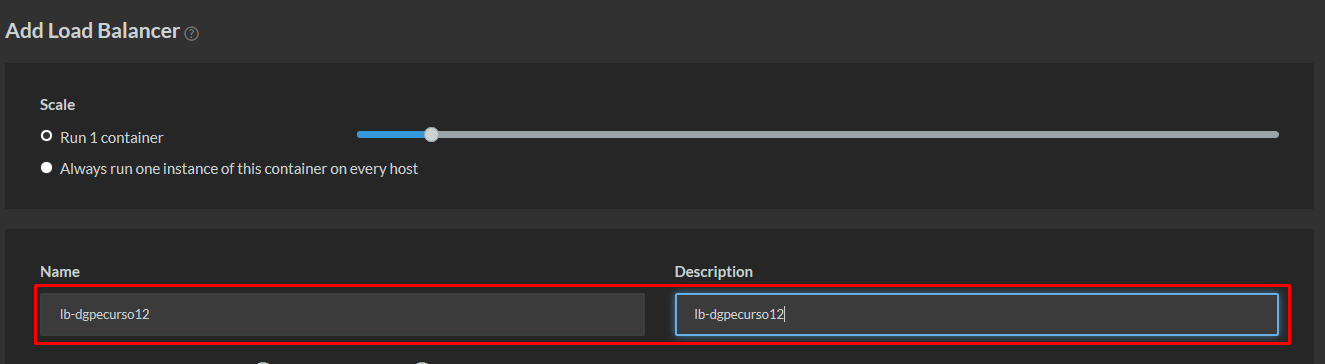 Add Load Balancer ?
Scale
Run 1 container
Always run one instance of this container on every host
Name Description
lb-dgpecurso12 lb-dgpecurso12